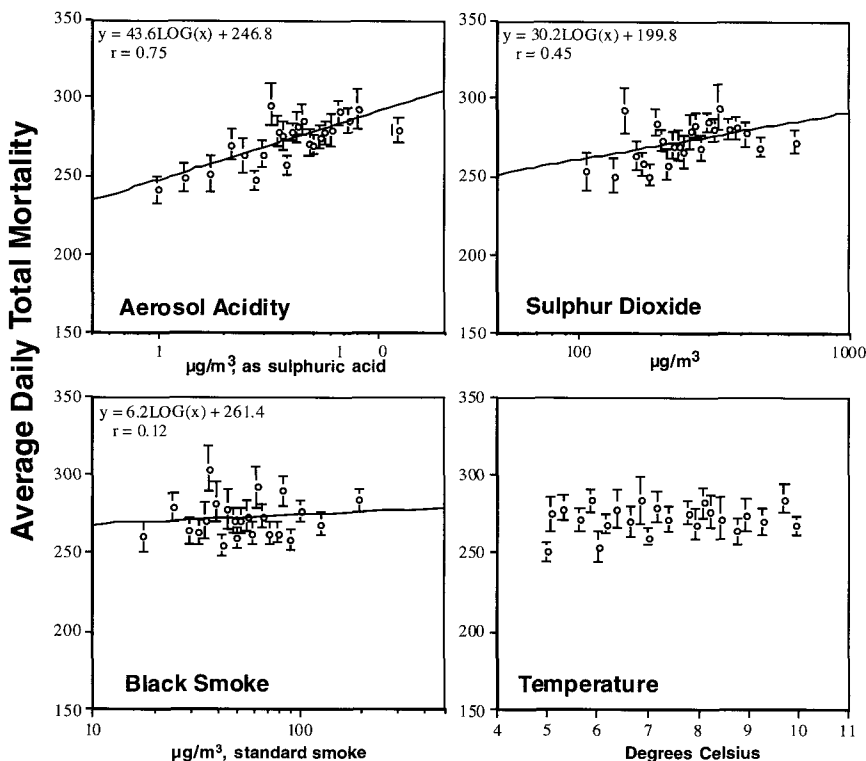 Average Daily Total Mortality
350
300
250
200
150
y = 43.6LOG(x) + 246.8
r = 0.75
Aerosol Acidity
1 1 0
µg/m³, as sulphuric acid
350
300
250
200
150
y = 30.2LOG(x) + 199.8
r = 0.45
Sulphur Dioxide
100 1000
µg/m³
350
300
250
200
150
y = 6.2LOG(x) + 261.4
r = 0.12
Black Smoke
10 100
µg/m³, standard smoke
350
300
250
200
150
Temperature
4 5 6 7 8 9 10 11
Degrees Celsius